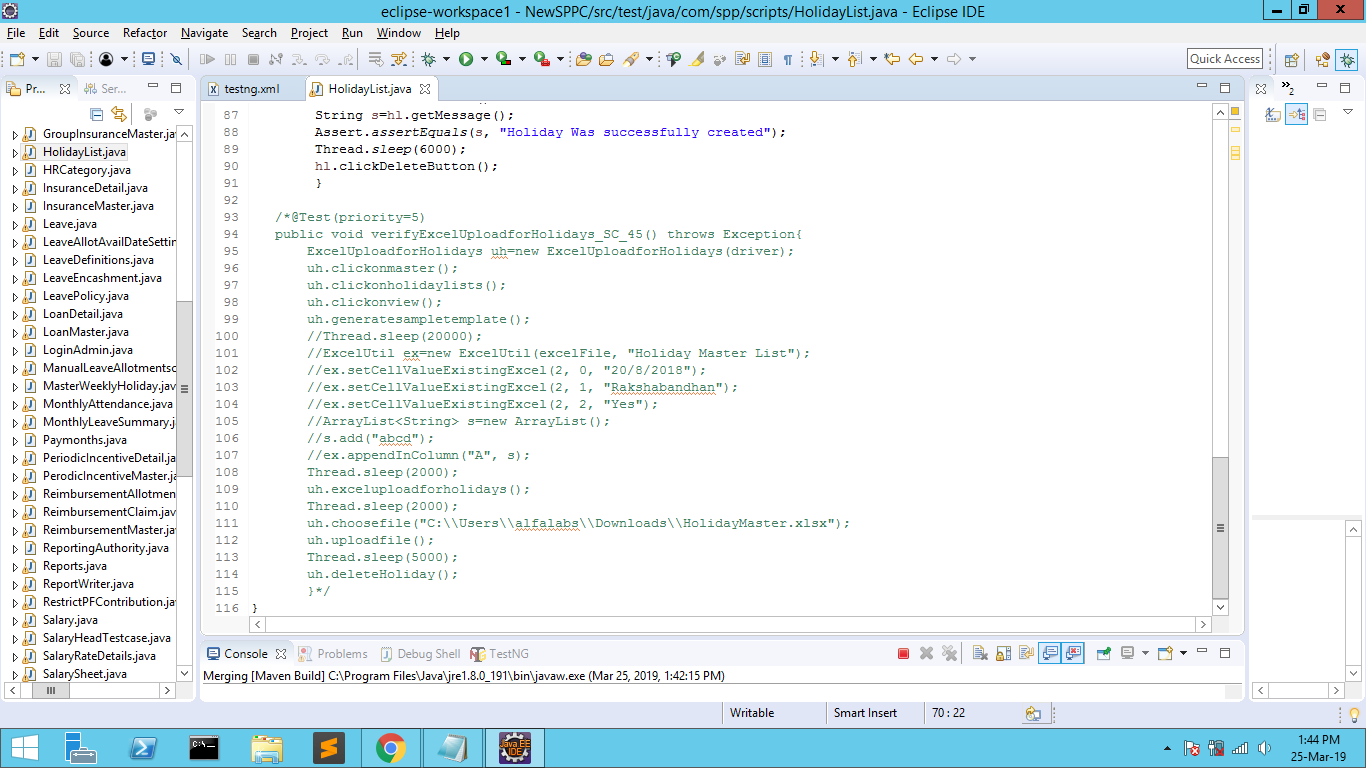 eclipse-workspace1 - NewSPPC/src/test/java/com/spp/scripts/HolidayList.java - Eclipse IDE
File Edit Source Refactor Navigate Search Project Run Window Help
Quick Access
Pr... Ser...
testng.xml HolidayList.java
2
GroupInsuranceMaster.jav
HolidayList.java
HRCategory.java
InsuranceDetail.java
InsuranceMaster.java
Leave.java
LeaveAllotAvailDateSettin
LeaveDefinitions.java
LeaveEncashment.java
LeavePolicy.java
LoanDetail.java
LoanMaster.java
LoginAdmin.java
ManualLeaveAllotmentsc
MasterWeeklyHoliday.jav
MonthlyAttendance.java
MonthlyLeaveSummary.j
Paymonths.java
PeriodicIncentiveDetail.ja
PerodicIncentiveMaster.ja
ReimbursementAllotmen
ReimbursementClaim.java
ReimbursementMaster.ja
ReportingAuthority.java
Reports.java
ReportWriter.java
RestrictPFContribution.ja
Salary.java
SalaryHeadTestcase.java
SalaryRateDetails.java
SalarySheet.java
87 String s=hl.getMessage();
88 Assert.assertEquals(s, "Holiday Was successfully created");
89 Thread.sleep(6000);
90 hl.clickDeleteButton();
91 }
92
93 /*@Test(priority=5)
94 public void verifyExcelUploadforHolidays_SC_45() throws Exception{
95 ExcelUploadforHolidays uh=new ExcelUploadforHolidays(driver);
96 uh.clickonmaster();
97 uh.clickonholidaylists();
98 uh.clickonview();
99 uh.generatesampletemplate();
100 //Thread.sleep(20000);
101 //ExcelUtil ex=new ExcelUtil(excelFile, "Holiday Master List");
102 //ex.setCellValueExistingExcel(2, 0, "20/8/2018");
103 //ex.setCellValueExistingExcel(2, 1, "Rakshabandhan");
104 //ex.setCellValueExistingExcel(2, 2, "Yes");
105 //ArrayList<String> s=new ArrayList();
106 //s.add("abcd");
107 //ex.appendInColumn("A", s);
108 Thread.sleep(2000);
109 uh.exceluploadforholidays();
110 Thread.sleep(2000);
111 uh.choosefile("C:\\Users\\alfalabs\\Downloads\\HolidayMaster.xlsx");
112 uh.uploadfile();
113 Thread.sleep(5000);
114 uh.deleteHoliday();
115 }*/
116 }
Console Problems Debug Shell TestNG
Merging [Maven Build] C:\Program Files\Java\jre1.8.0_191\bin\javaw.exe (Mar 25, 2019, 1:42:15 PM)
Writable Smart Insert 70 : 22
Java EE
IDE
1:44 PM
25-Mar-19